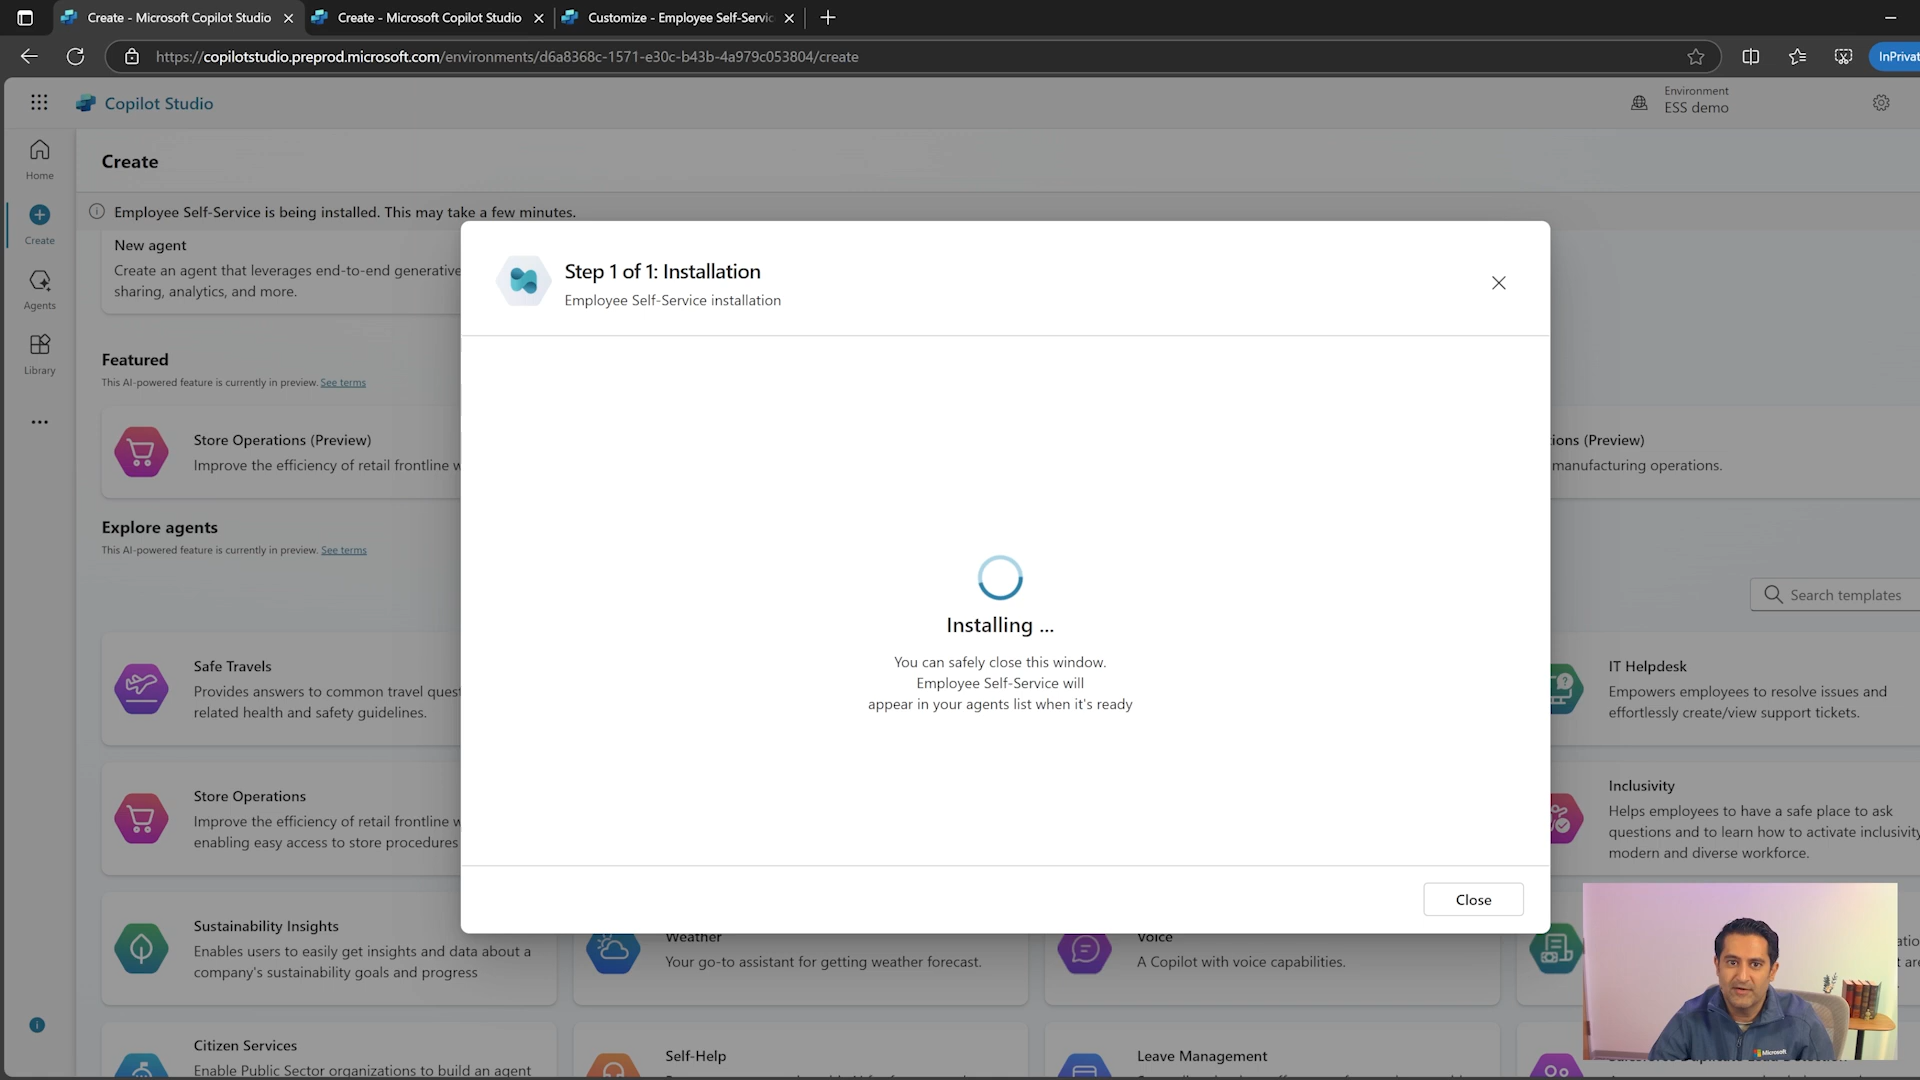 Create - Microsoft Copilot Studio
Create - Microsoft Copilot Studio
Customize - Employee Self-Servic
https://copilotstudio.preprod.microsoft.com/environments/d6a8368c-1571-e30c-b43b-4a979c053804/create
InPrivat
Copilot Studio
Environment
ESS demo
Home
Create
Agents
Library
Create
Employee Self-Service is being installed. This may take a few minutes.
New agent
Create an agent that leverages end-to-end generative
sharing, analytics, and more.
Featured
This AI-powered feature is currently in preview. See terms
Store Operations (Preview)
Improve the efficiency of retail frontline w
ions (Preview)
manufacturing operations.
Explore agents
This AI-powered feature is currently in preview. See terms
Search templates
Step 1 of 1: Installation
Employee Self-Service installation
Installing ...
You can safely close this window.
Employee Self-Service will
appear in your agents list when it's ready
Close
Safe Travels
Provides answers to common travel quest
related health and safety guidelines.
IT Helpdesk
Empowers employees to resolve issues and
effortlessly create/view support tickets.
Store Operations
Improve the efficiency of retail frontline w
enabling easy access to store procedures
Inclusivity
Helps employees to have a safe place to ask
questions and to learn how to activate inclusivity
modern and diverse workforce.
Sustainability Insights
Enables users to easily get insights and data about a
company's sustainability goals and progress
Weather
Your go-to assistant for getting weather forecast.
Voice
A Copilot with voice capabilities.
Citizen Services
Enable Public Sector organizations to build an agent
Self-Help
Leave Management
Microsoft